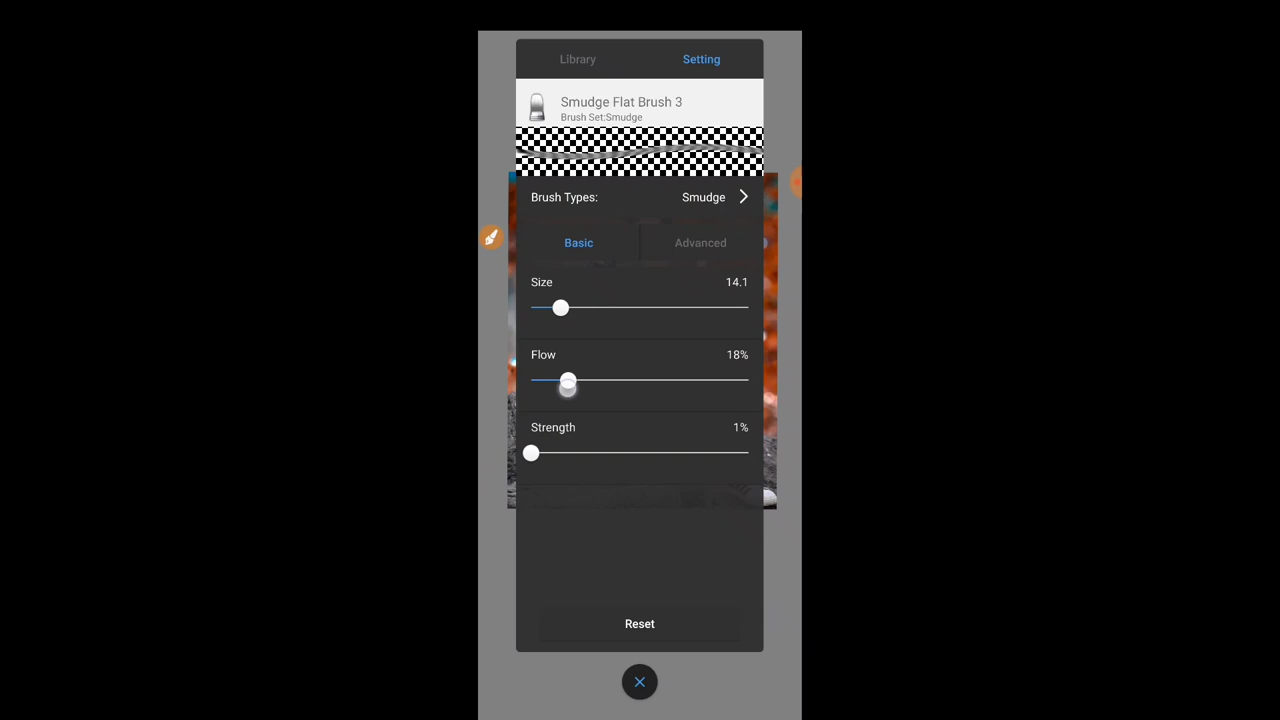 Library Setting
Smudge Flat Brush 3
Brush Set:Smudge
Brush Types: Smudge
Basic Advanced
Size 14.1
Flow 18%
Strength 1%
Reset